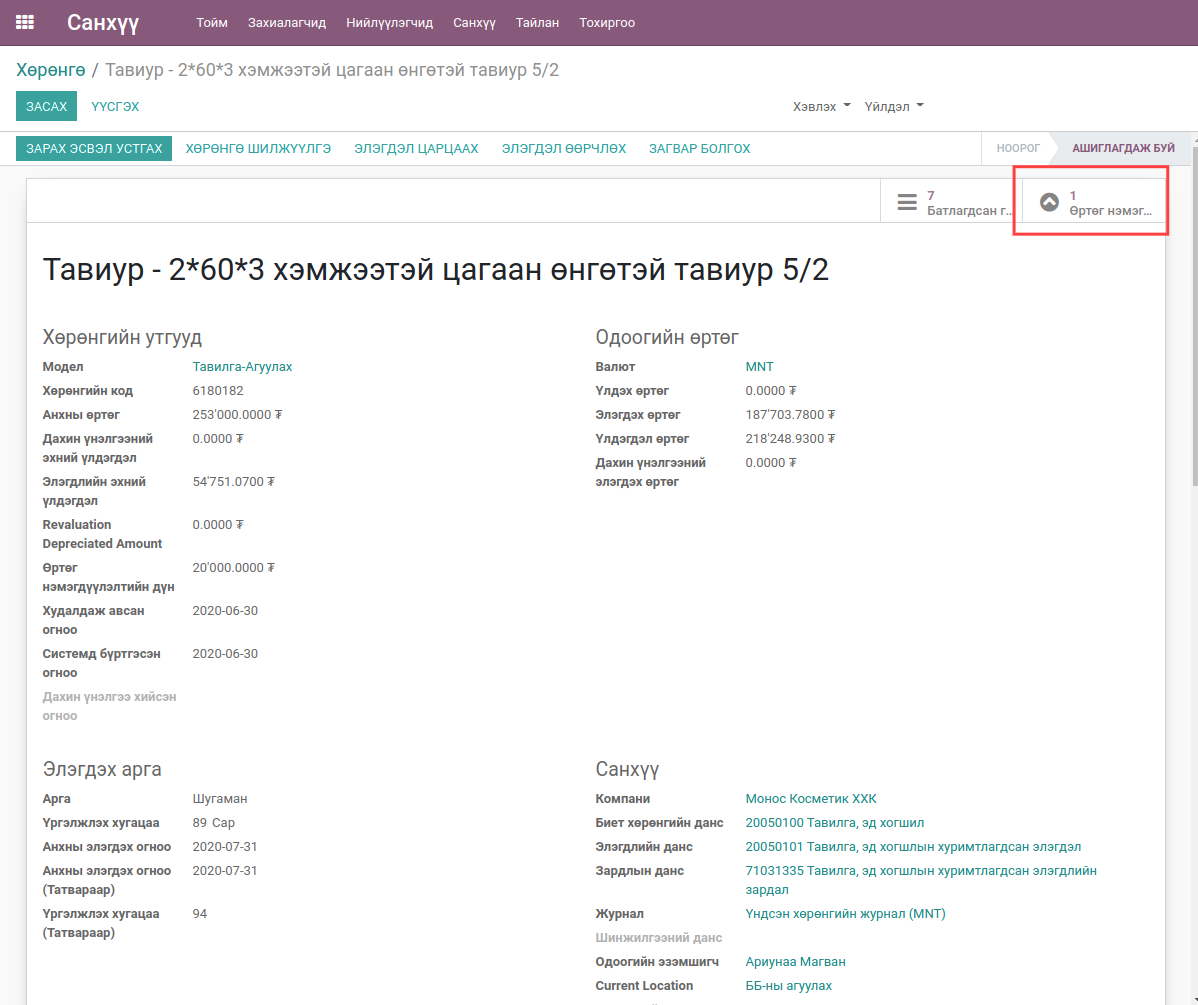 Санхүү Тойм Захиалагчид Нийлүүлэгчид Санхүү Тайлан Тохиргоо
Хөрөнгө / Тавиур - 2*60*3 хэмжээтэй цагаан өнгөтэй тавиур 5/2
ЗАСАХ ҮҮСГЭХ Хэвлэх Үйлдэл
ЗАРАХ ЭСВЭЛ УСТГАХ ХӨРӨНГӨ ШИЛЖҮҮЛГЭ ЭЛЭГДЭЛ ЦАРЦААХ ЭЛЭГДЭЛ ӨӨРЧЛӨХ ЗАГВАР БОЛГОХ НООРОГ АШИГЛАГДАЖ БУЙ
7
Батлагдсан г...
1
Өртөг нэмэг...
Тавиур - 2*60*3 хэмжээтэй цагаан өнгөтэй тавиур 5/2
Хөрөнгийн утгууд
Модел Тавилга-Агуулах
Хөрөнгийн код 6180182
Анхны өртөг 253'000.0000 ₮
Дахин үнэлгээний 0.0000 ₮
эхний үлдэгдэл
Элэгдлийн эхний 54'751.0700 ₮
үлдэгдэл
Revaluation 0.0000 ₮
Depreciated Amount
Өртөг 20'000.0000 ₮
нэмэгдүүлэлтийн дүн
Худалдаж авсан 2020-06-30
огноо
Системд бүртгэсэн 2020-06-30
огноо
Дахин үнэлгээ хийсэн
огноо
Одоогийн өртөг
Валют MNT
Үлдэх өртөг 0.0000 ₮
Элэгдэх өртөг 187'703.7800 ₮
Үлдэгдэл өртөг 218'248.9300 ₮
Дахин үнэлгээний 0.0000 ₮
элэгдэх өртөг
Элэгдэх арга
Арга Шугаман
Үргэлжлэх хугацаа 89 Сар
Анхны элэгдэх огноо 2020-07-31
Анхны элэгдэх огноо 2020-07-31
(Татвараар)
Үргэлжлэх хугацаа 94
(Татвараар)
Санхүү
Компани Монос Косметик ХХК
Биет хөрөнгийн данс 20050100 Тавилга, эд хогшил
Элэгдлийн данс 20050101 Тавилга, эд хогшлын хуримтлагдсан элэгдэл
Зардлын данс 71031335 Тавилга, эд хогшлын хуримтлагдсан элэгдлийн
зардал
Журнал Үндсэн хөрөнгийн журнал (MNT)
Шинжилгээний данс
Одоогийн эзэмшигч Ариунаа Магван
Current Location ББ-ны агуулах